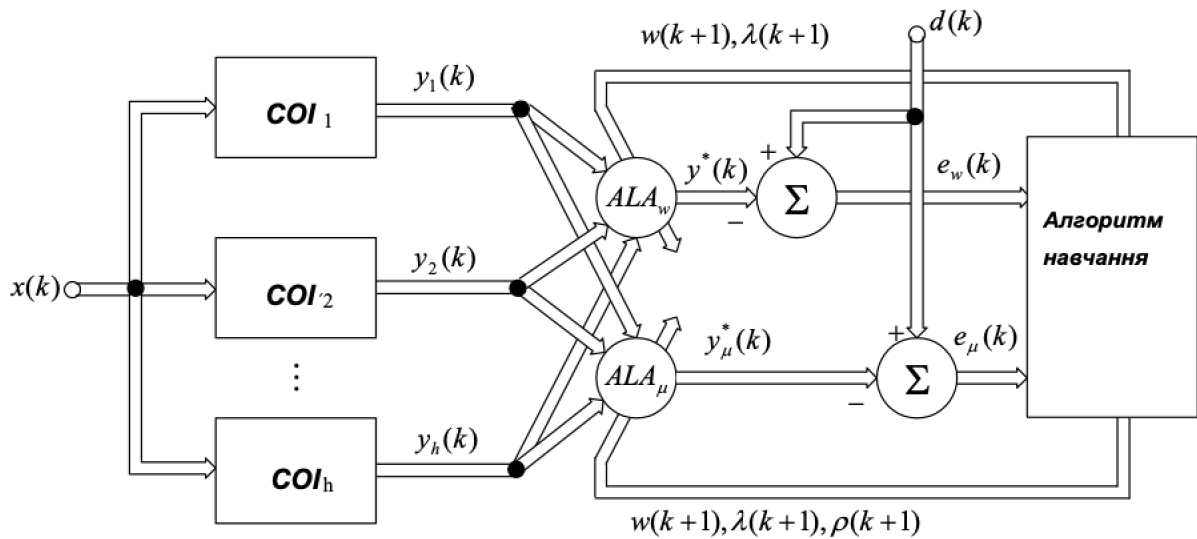 w(k+1), λ(k+1)
d(k)
y₁(k)
COI ₁
+
y*(k)
e_w(k)
ALA_w
Σ
−
Алгоритм
навчання
y₂(k)
x(k)
COI´₂
⋮
+
y*_μ(k)
e_μ(k)
ALA_μ
Σ
−
y_h(k)
COI_h
w(k+1), λ(k+1), ρ(k+1)